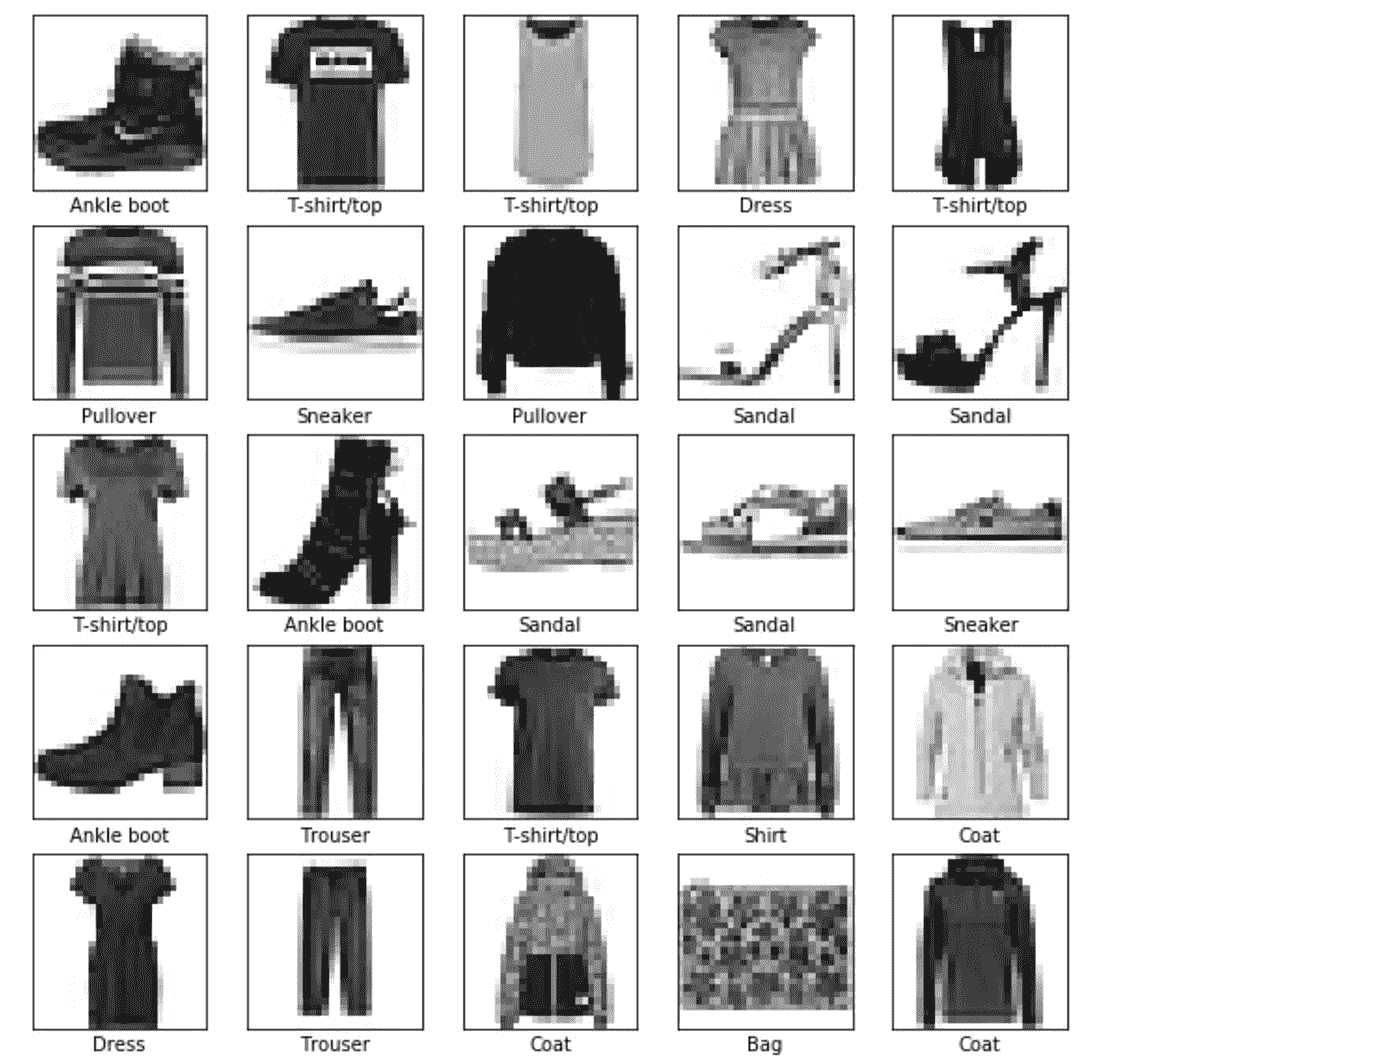 Ankle boot T-shirt/top T-shirt/top Dress T-shirt/top
Pullover Sneaker Pullover Sandal Sandal
T-shirt/top Ankle boot Sandal Sandal Sneaker
Ankle boot Trouser T-shirt/top Shirt Coat
Dress Trouser Coat Bag Coat